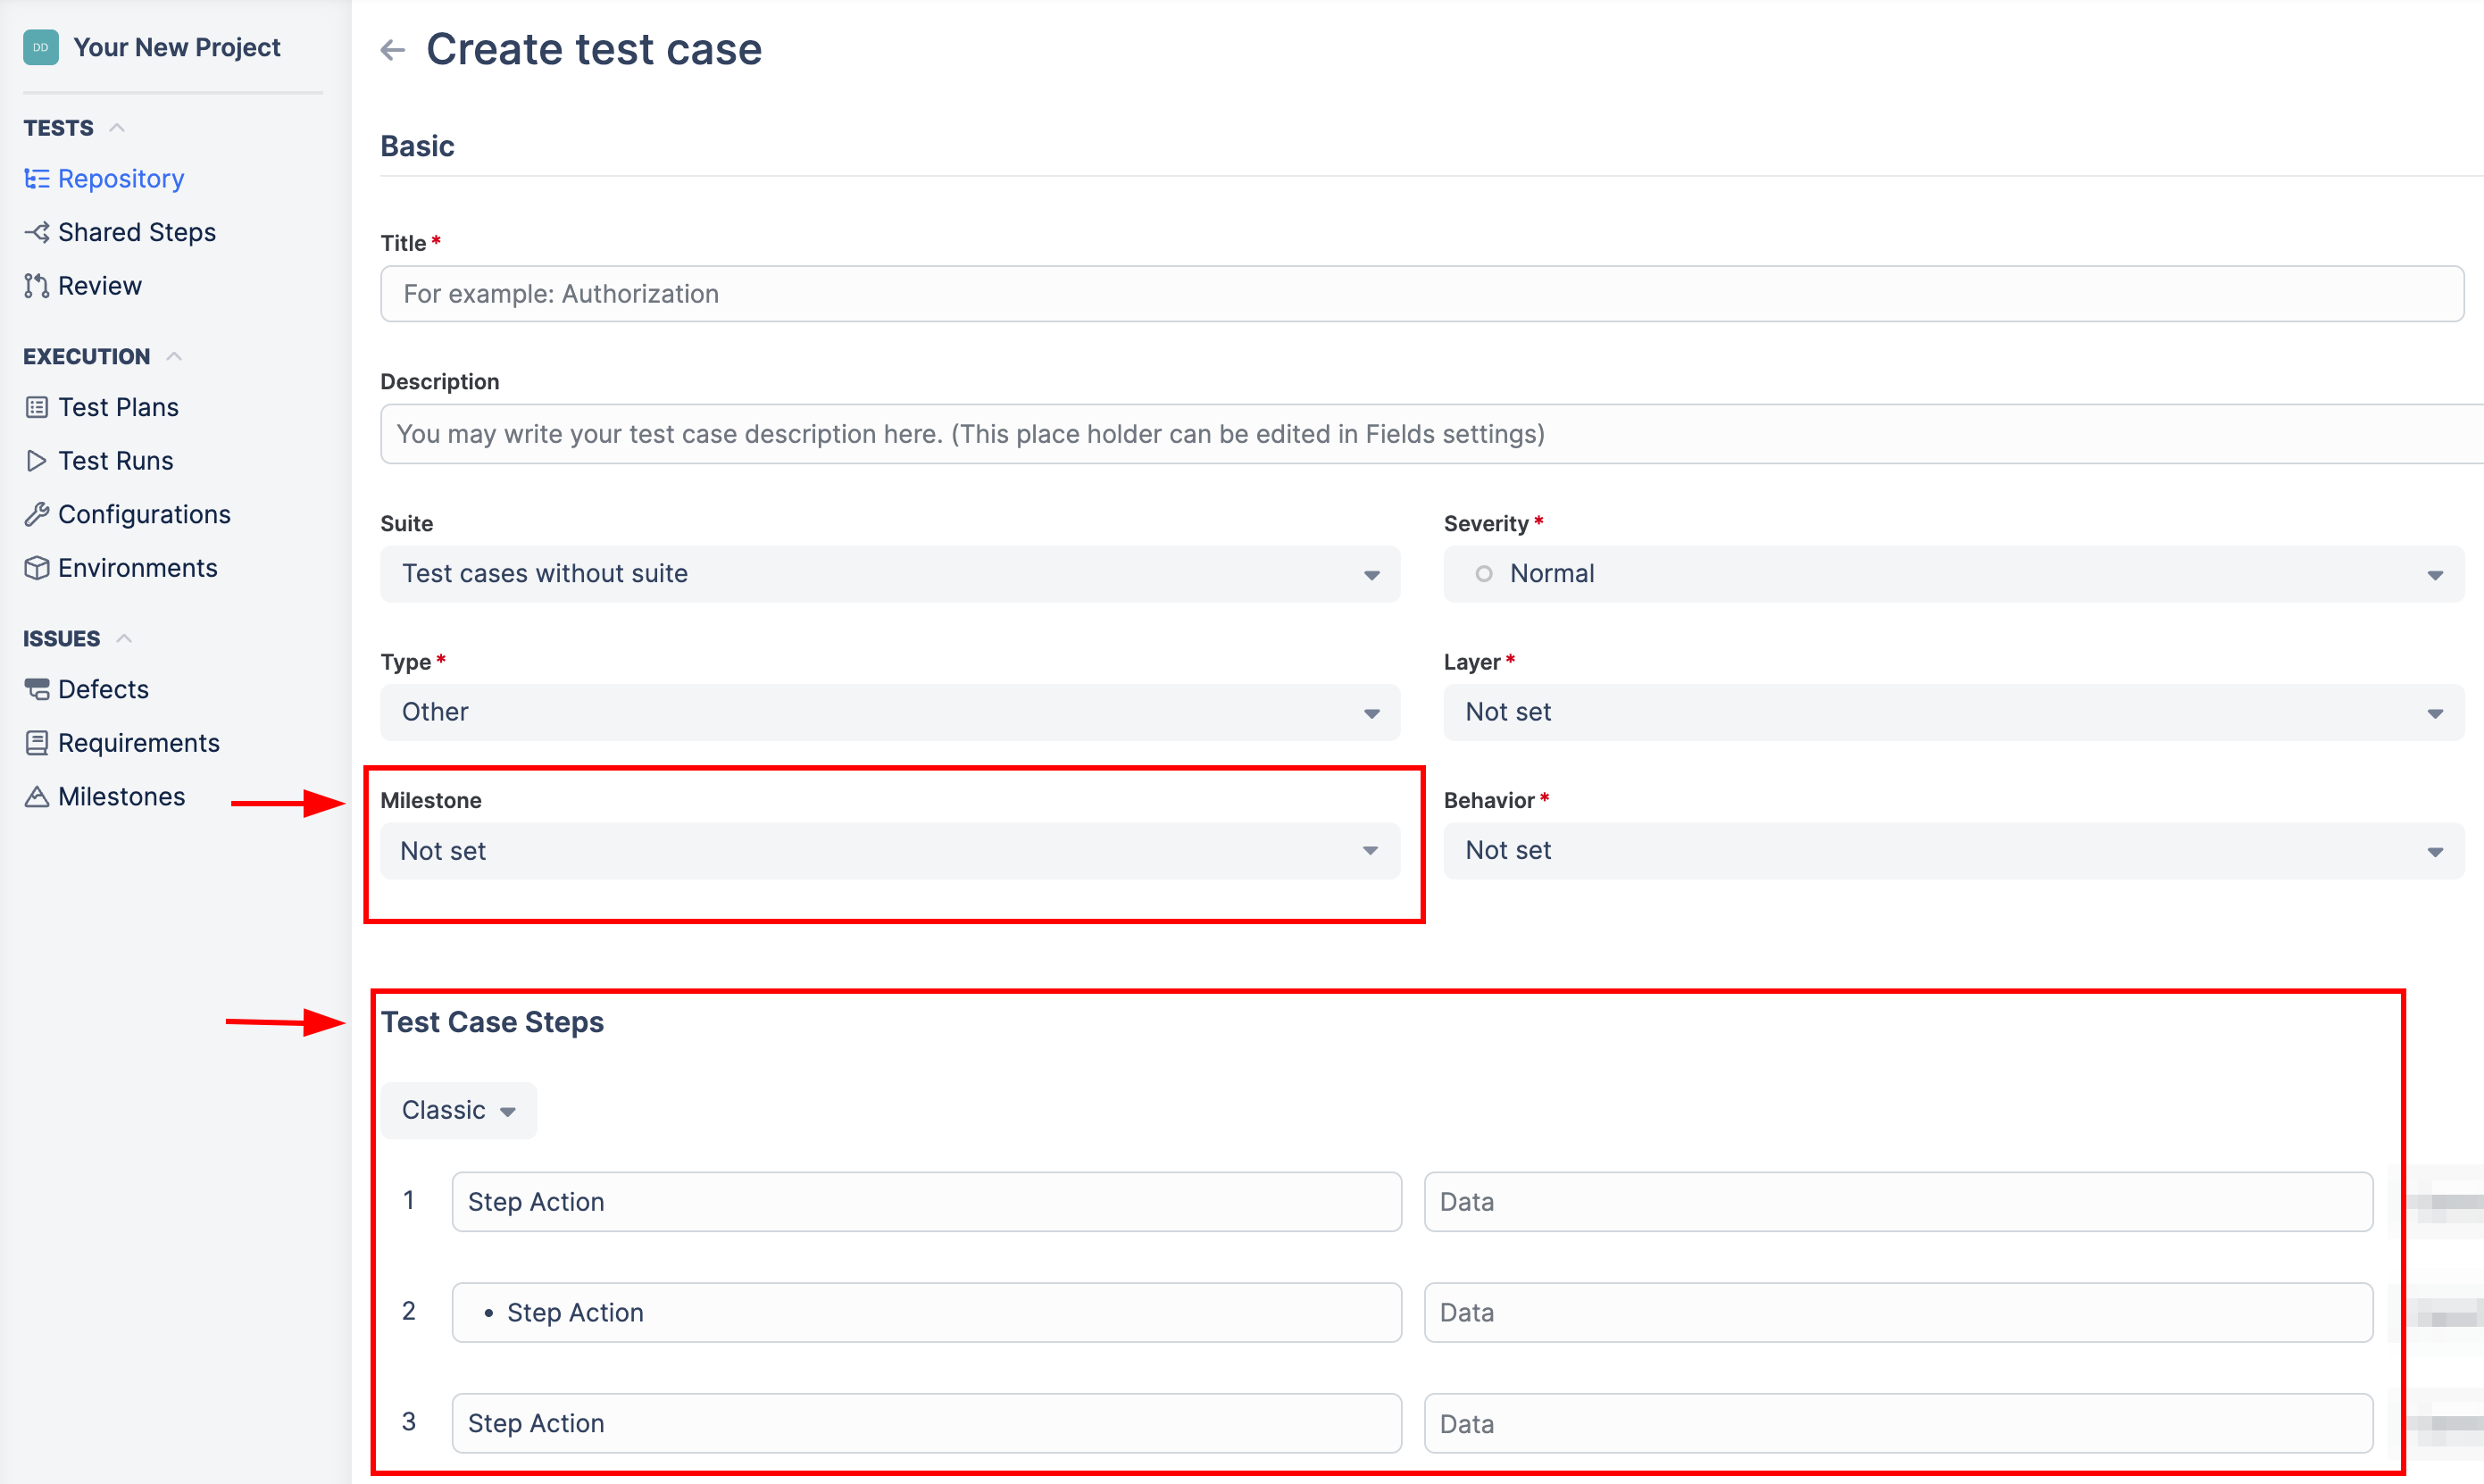 DD Your New Project
TESTS
Repository
Shared Steps
Review
EXECUTION
Test Plans
Test Runs
Configurations
Environments
ISSUES
Defects
Requirements
Milestones
Create test case
Basic
Title *
For example: Authorization
Description
You may write your test case description here. (This place holder can be edited in Fields settings)
Suite
Test cases without suite
Severity *
Normal
Type *
Other
Layer *
Not set
Milestone
Not set
Behavior *
Not set
Test Case Steps
Classic
1 Step Action Data
2 • Step Action Data
3 Step Action Data